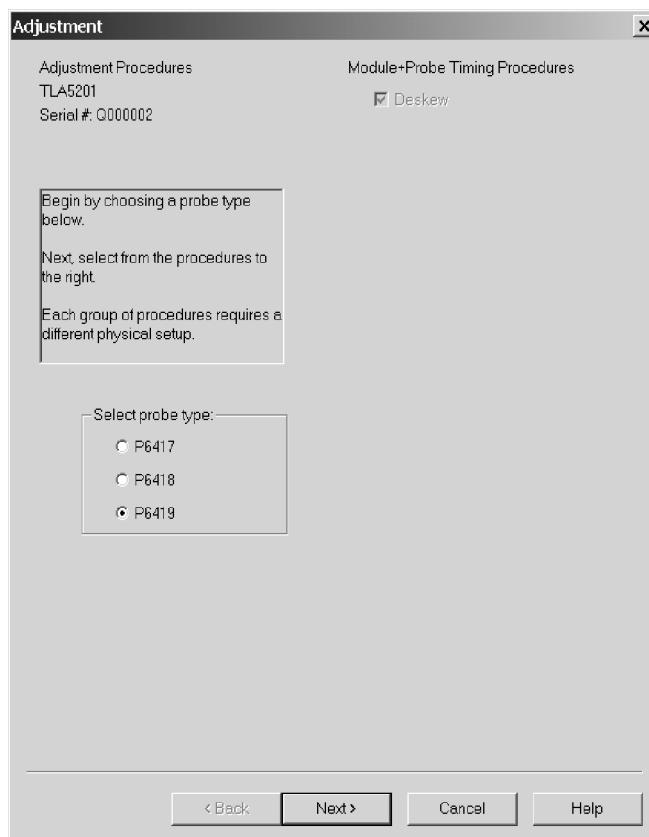 Adjustment
Adjustment Procedures
TLA5201
Serial #: Q000002
Module+Probe Timing Procedures
Deskew
Begin by choosing a probe type
below.
Next, select from the procedures to
the right.
Each group of procedures requires a
different physical setup.
Select probe type:
P6417
P6418
P6419
< Back
Next >
Cancel
Help